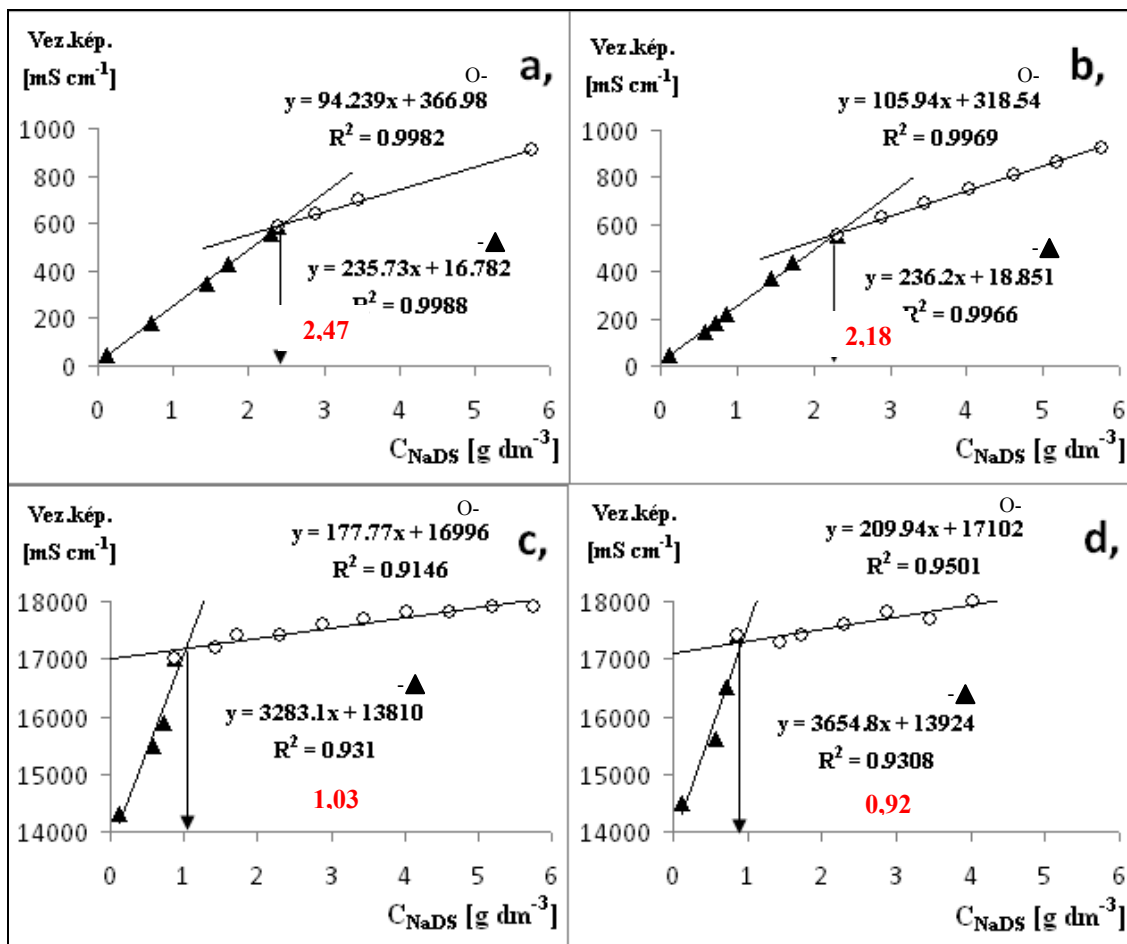 Vez.kép.
[mS cm⁻¹]
a,
O-
y = 94.239x + 366.98
R² = 0.9982
1000
800
600
400
200
0
-▲
y = 235.73x + 16.782
R² = 0.9988
2,47
0 1 2 3 4 5 6
C_NaDS [g dm⁻³]
Vez.kép.
[mS cm⁻¹]
b,
O-
y = 105.94x + 318.54
R² = 0.9969
1000
800
600
400
200
0
-▲
y = 236.2x + 18.851
R² = 0.9966
2,18
0 1 2 3 4 5 6
C_NaDS [g dm⁻³]
Vez.kép.
[mS cm⁻¹]
c,
O-
y = 177.77x + 16996
R² = 0.9146
18000
17000
16000
15000
14000
-▲
y = 3283.1x + 13810
R² = 0.931
1,03
0 1 2 3 4 5 6
C_NaDS [g dm⁻³]
Vez.kép.
[mS cm⁻¹]
d,
O-
y = 209.94x + 17102
R² = 0.9501
18000
17000
16000
15000
14000
-▲
y = 3654.8x + 13924
R² = 0.9308
0,92
0 1 2 3 4 5 6
C_NaDS [g dm⁻³]